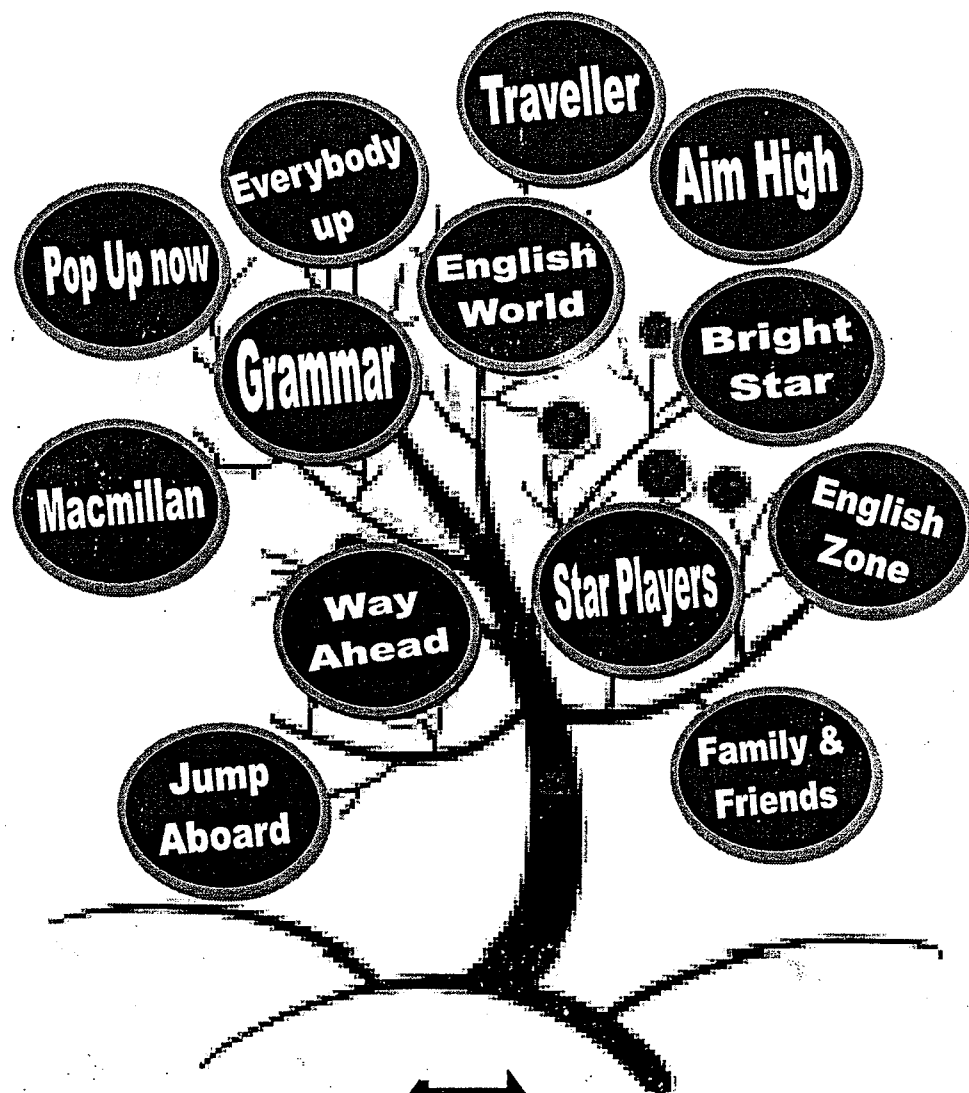 Traveller
Everybody
up
Aim High
Pop Up now
English
World
Grammar
Bright
Star
Macmillan
English
Zone
Way
Ahead
Star Players
Jump
Aboard
Family &
Friends